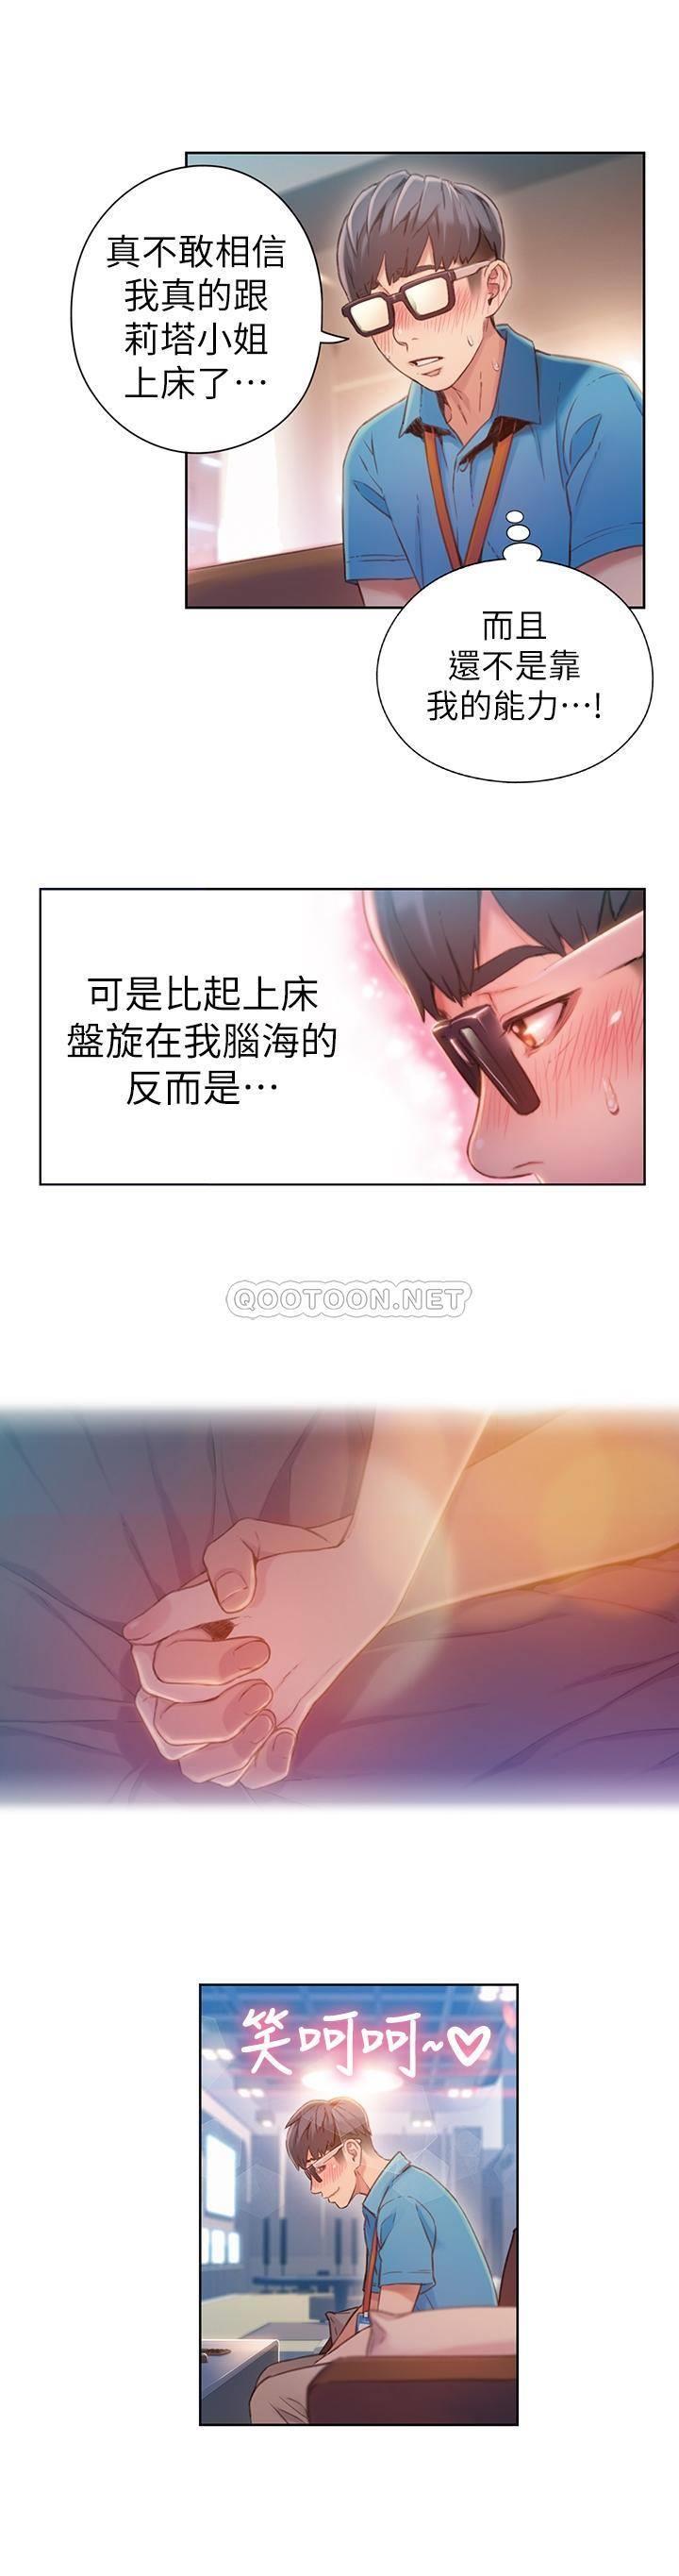 真不敢相信
我真的跟
莉塔小姐
上床了…
而且
還不是靠
我的能力…!
可是比起上床
盤旋在我腦海的
反而是…
QOOTOON.NET
笑呵呵~♡